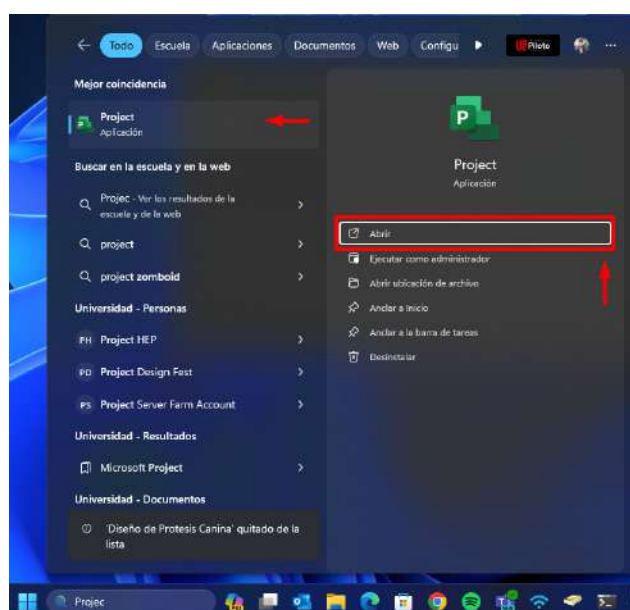 Todo Escuela Aplicaciones Documentos Web Configu Piloto
Mejor coincidencia
Project
Aplicación
Buscar en la escuela y en la web
Projec - Ver los resultados de la
escuela y de la web
project
project zomboid
Universidad - Personas
PH Project HEP
PD Project Design Fest
PS Project Server Farm Account
Universidad - Resultados
Microsoft Project
Universidad - Documentos
'Diseño de Protesis Canina' quitado de la
lista
P
Project
Aplicación
Abrir
Ejecutar como administrador
Abrir ubicación de archivo
Anclar a Inicio
Anclar a la barra de tareas
Desinstalar
Projec